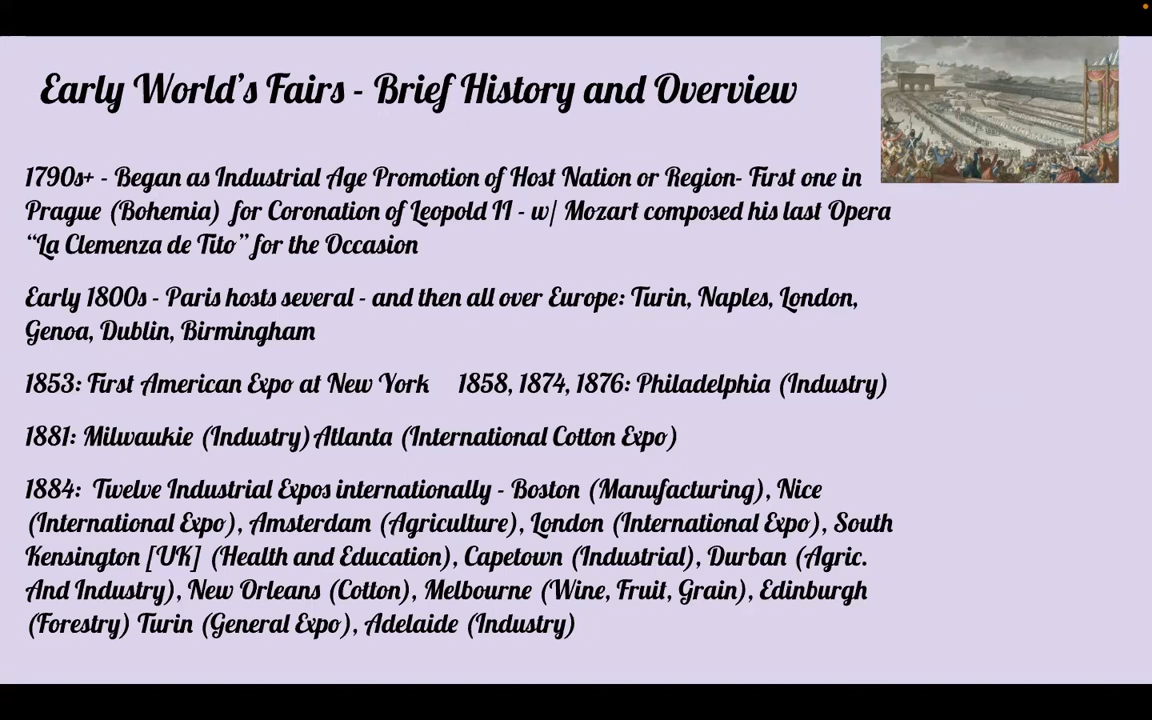 Early World's Fairs - Brief History and Overview
1790s+ - Began as Industrial Age Promotion of Host Nation or Region- First one in
Prague (Bohemia) for Coronation of Leopold II - w/ Mozart composed his last Opera
“La Clemenza de Tito” for the Occasion
Early 1800s - Paris hosts several - and then all over Europe: Turin, Naples, London,
Genoa, Dublin, Birmingham
1853: First American Expo at New York 1858, 1874, 1876: Philadelphia (Industry)
1881: Milwaukie (Industry) Atlanta (International Cotton Expo)
1884: Twelve Industrial Expos internationally - Boston (Manufacturing), Nice
(International Expo), Amsterdam (Agriculture), London (International Expo), South
Kensington [UK] (Health and Education), Capetown (Industrial), Durban (Agric.
And Industry), New Orleans (Cotton), Melbourne (Wine, Fruit, Grain), Edinburgh
(Forestry) Turin (General Expo), Adelaide (Industry)